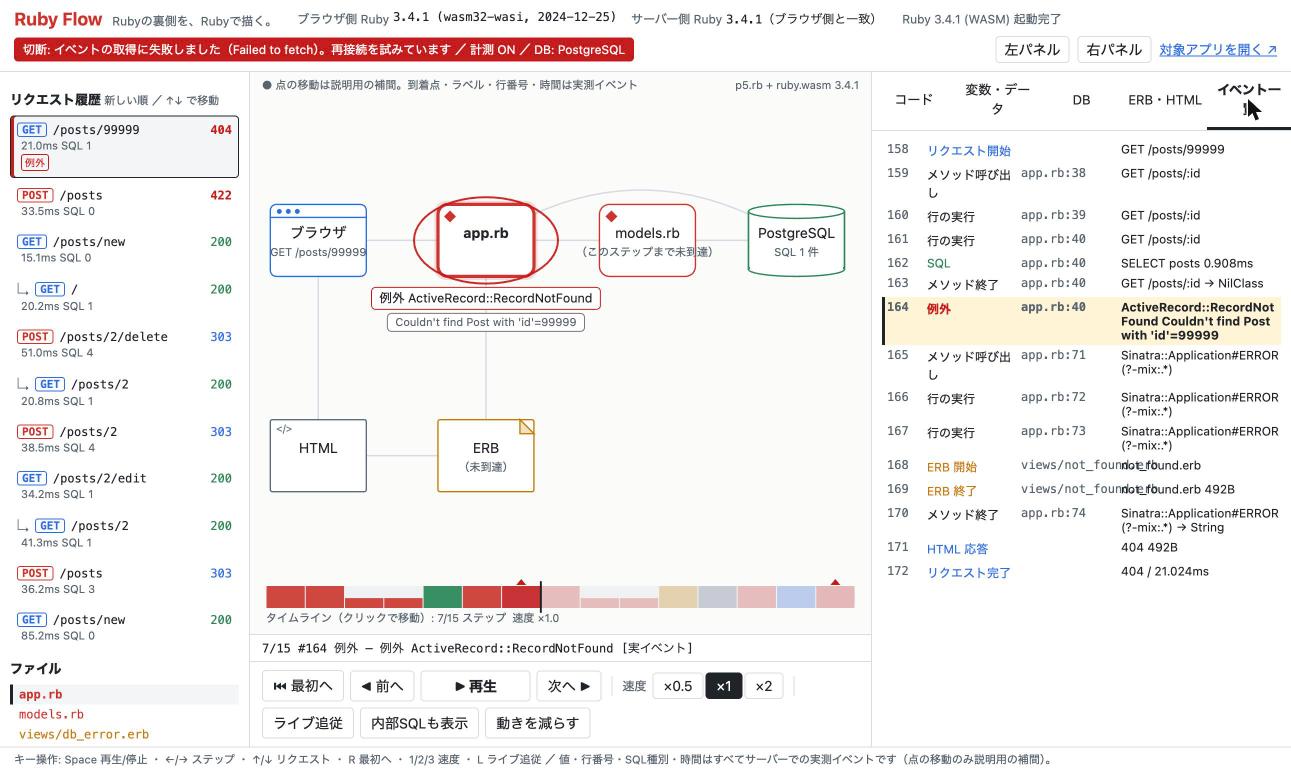 Ruby Flow Rubyの裏側を、Rubyで描く。 ブラウザ側 Ruby 3.4.1 (wasm32-wasi, 2024-12-25) サーバー側 Ruby 3.4.1 (ブラウザ側と一致) Ruby 3.4.1 (WASM) 起動完了
切断: イベントの取得に失敗しました（Failed to fetch）。再接続を試みています ／ 計測 ON ／ DB: PostgreSQL
左パネル 右パネル 対象アプリを開く ↗
リクエスト履歴 新しい順 ／↑↓ で移動
GET /posts/99999 404
21.0ms SQL 1
例外
POST /posts 422
33.5ms SQL 0
GET /posts/new 200
15.1ms SQL 0
GET / 200
20.2ms SQL 1
POST /posts/2/delete 303
51.0ms SQL 4
GET /posts/2 200
20.8ms SQL 1
POST /posts/2 303
38.5ms SQL 4
GET /posts/2/edit 200
34.2ms SQL 1
GET /posts/2 200
41.3ms SQL 1
POST /posts 303
36.2ms SQL 3
GET /posts/new 200
85.2ms SQL 0
ファイル
app.rb
models.rb
views/db_error.erb
● 点の移動は説明用の補間。到着点・ラベル・行番号・時間は実測イベント p5.rb + ruby.wasm 3.4.1
ブラウザ
GET /posts/99999
app.rb
models.rb
（このステップまで未到達）
PostgreSQL
SQL 1 件
例外 ActiveRecord::RecordNotFound
Couldn't find Post with 'id'=99999
</>
HTML
ERB
（未到達）
タイムライン（クリックで移動）: 7/15 ステップ 速度 ×1.0
7/15 #164 例外 — 例外 ActiveRecord::RecordNotFound [実イベント]
⏮ 最初へ ◀ 前へ ▶ 再生 次へ ▶ 速度 ×0.5 ×1 ×2
ライブ追従 内部SQLも表示 動きを減らす
コード 変数・データ DB ERB・HTML イベント一
158 リクエスト開始 GET /posts/99999
159 メソッド呼び出し app.rb:38 GET /posts/:id
160 行の実行 app.rb:39 GET /posts/:id
161 行の実行 app.rb:40 GET /posts/:id
162 SQL app.rb:40 SELECT posts 0.908ms
163 メソッド終了 app.rb:40 GET /posts/:id → NilClass
164 例外 app.rb:40 ActiveRecord::RecordNot
Found Couldn't find Post
with 'id'=99999
165 メソッド呼び出し app.rb:71 Sinatra::Application#ERROR
(?-mix:.*)
166 行の実行 app.rb:72 Sinatra::Application#ERROR
(?-mix:.*)
167 行の実行 app.rb:73 Sinatra::Application#ERROR
(?-mix:.*)
168 ERB 開始 views/not_found.erb not_found.erb
169 ERB 終了 views/not_found.erb not_found.erb 492B
170 メソッド終了 app.rb:74 Sinatra::Application#ERROR
(?-mix:.*) → String
171 HTML 応答 404 492B
172 リクエスト完了 404 / 21.024ms
キー操作: Space 再生/停止 ・ ←/→ ステップ ・ ↑/↓ リクエスト ・ R 最初へ ・ 1/2/3 速度 ・ L ライブ追従 ／ 値・行番号・SQL種別・時間はすべてサーバーでの実測イベントです（点の移動のみ説明用の補間）。